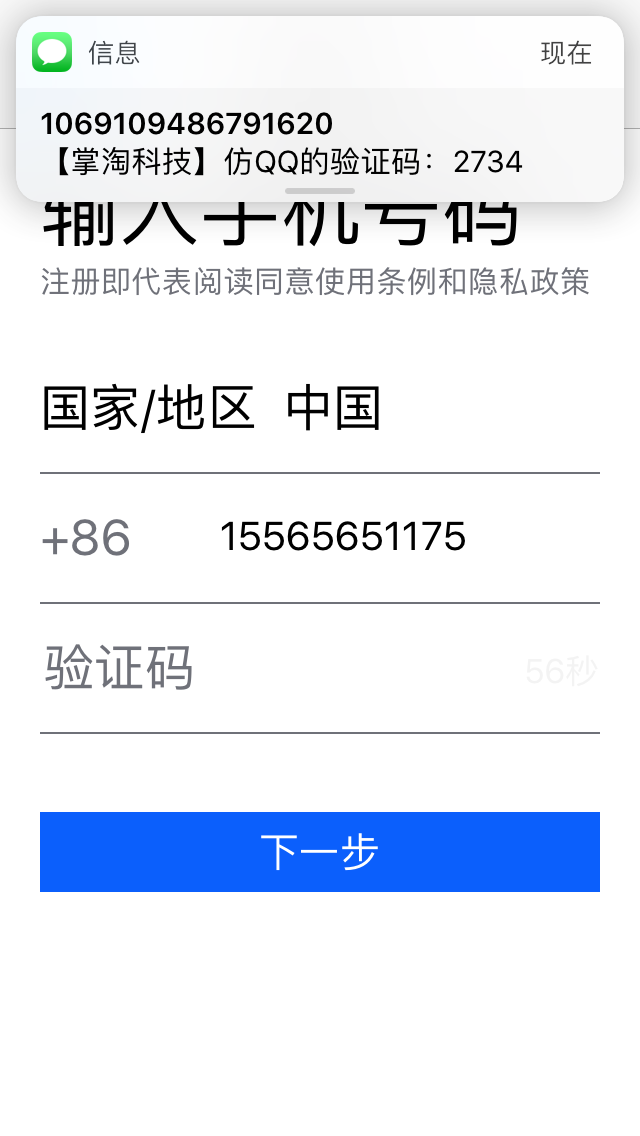 信息 现在
1069109486791620
【掌淘科技】仿QQ的验证码：2734
输入手机号码
注册即代表阅读同意使用条例和隐私政策
国家/地区 中国
+86 15565651175
验证码 56秒
下一步